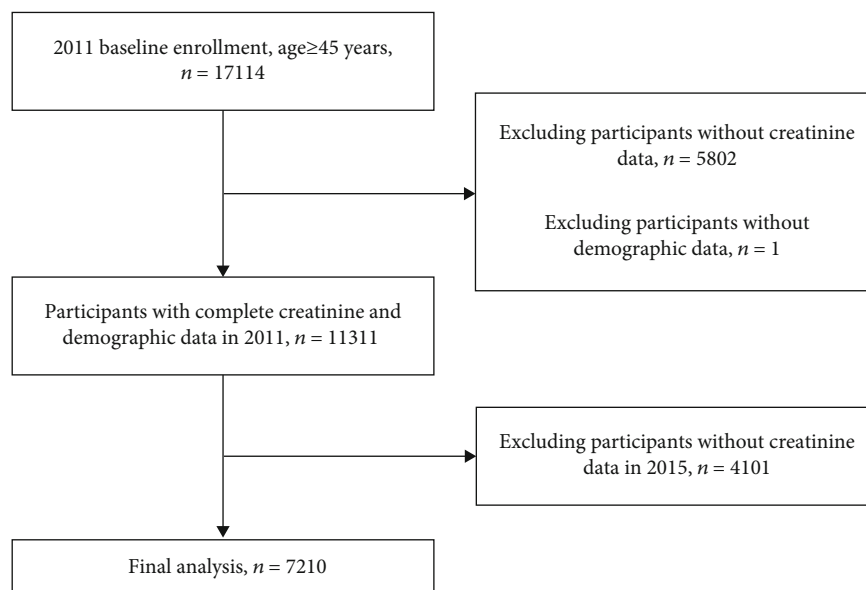 2011 baseline enrollment, age≥45 years,
n = 17114
Excluding participants without creatinine
data, n = 5802
Excluding participants without
demographic data, n = 1
Participants with complete creatinine and
demographic data in 2011, n = 11311
Excluding participants without creatinine
data in 2015, n = 4101
Final analysis, n = 7210